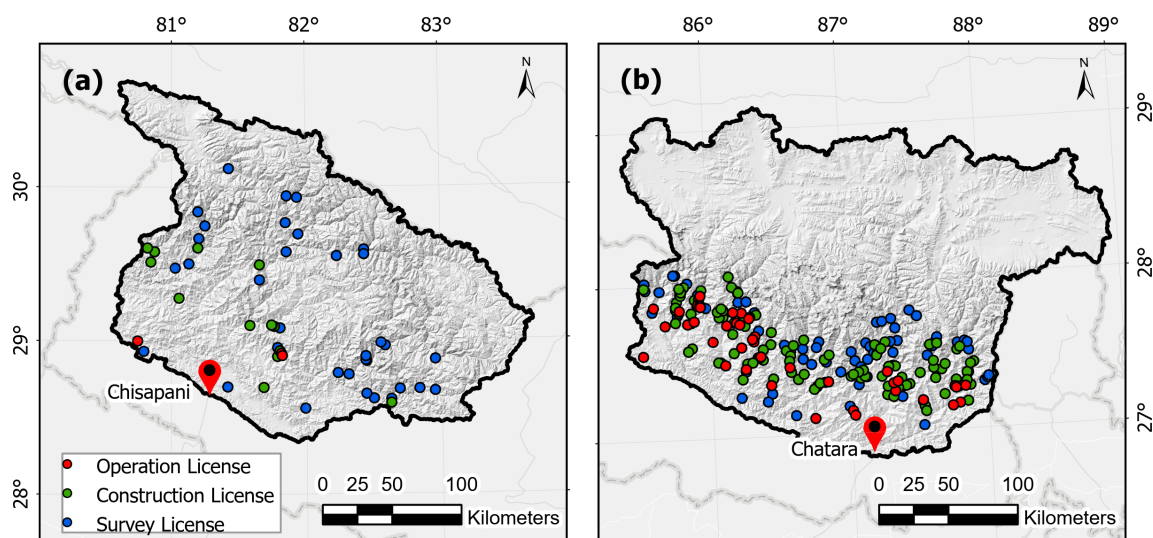 81° 82° 83°
86° 87° 88° 89°
(a)
N
(b)
N
30°
29°
28°
29°
28°
27°
Chisapani
Chatara
Operation License
Construction License
Survey License
0 25 50 100
Kilometers
0 25 50 100
Kilometers